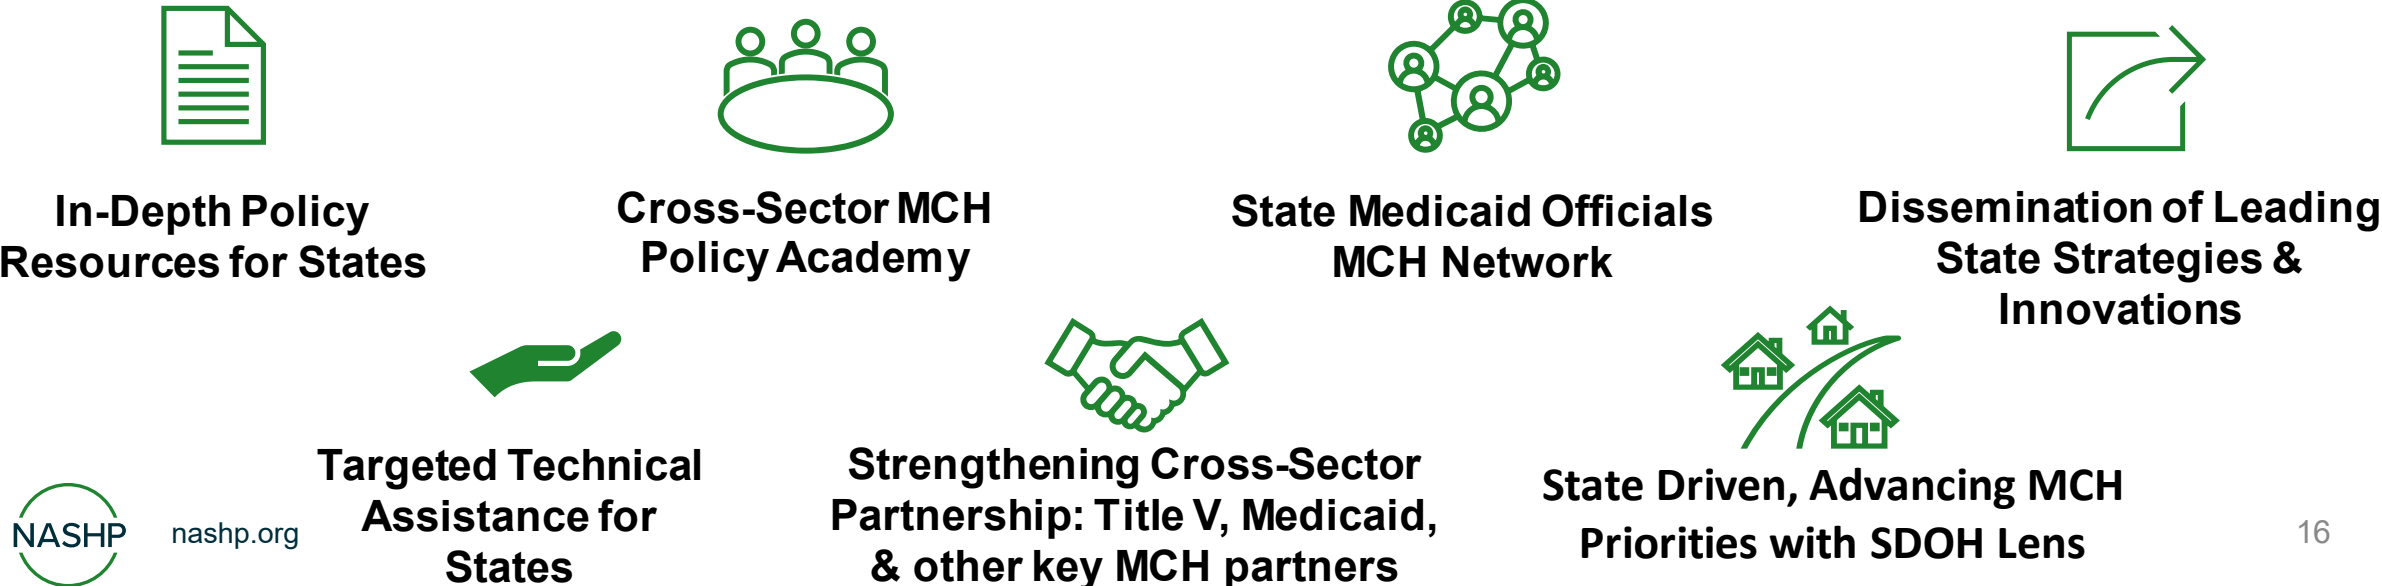 In-Depth Policy
Resources for States
Cross-Sector MCH
Policy Academy
State Medicaid Officials
MCH Network
Dissemination of Leading
State Strategies &
Innovations
Targeted Technical
Assistance for
States
Strengthening Cross-Sector
Partnership: Title V, Medicaid,
& other key MCH partners
State Driven, Advancing MCH
Priorities with SDOH Lens
NASHP
nashp.org
16